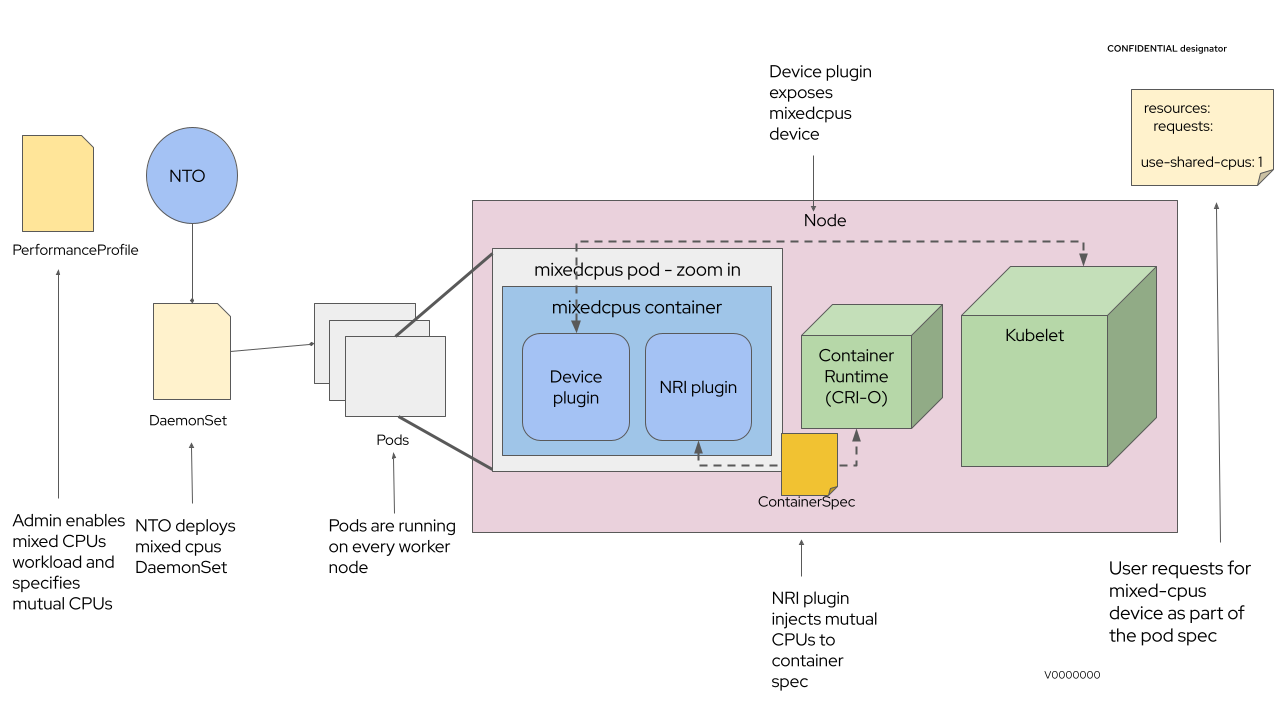 CONFIDENTIAL designator
Device plugin
exposes
mixedcpus
device
resources:
requests:
use-shared-cpus: 1
NTO
PerformanceProfile
Node
mixedcpus pod - zoom in
mixedcpus container
Device
plugin
NRI plugin
Container
Runtime
(CRI-O)
Kubelet
DaemonSet
Pods
ContainerSpec
Admin enables
mixed CPUs
workload and
specifies
mutual CPUs
NTO deploys
mixed cpus
DaemonSet
Pods are running
on every worker
node
NRI plugin
injects mutual
CPUs to
container
spec
User requests for
mixed-cpus
device as part of
the pod spec
V0000000